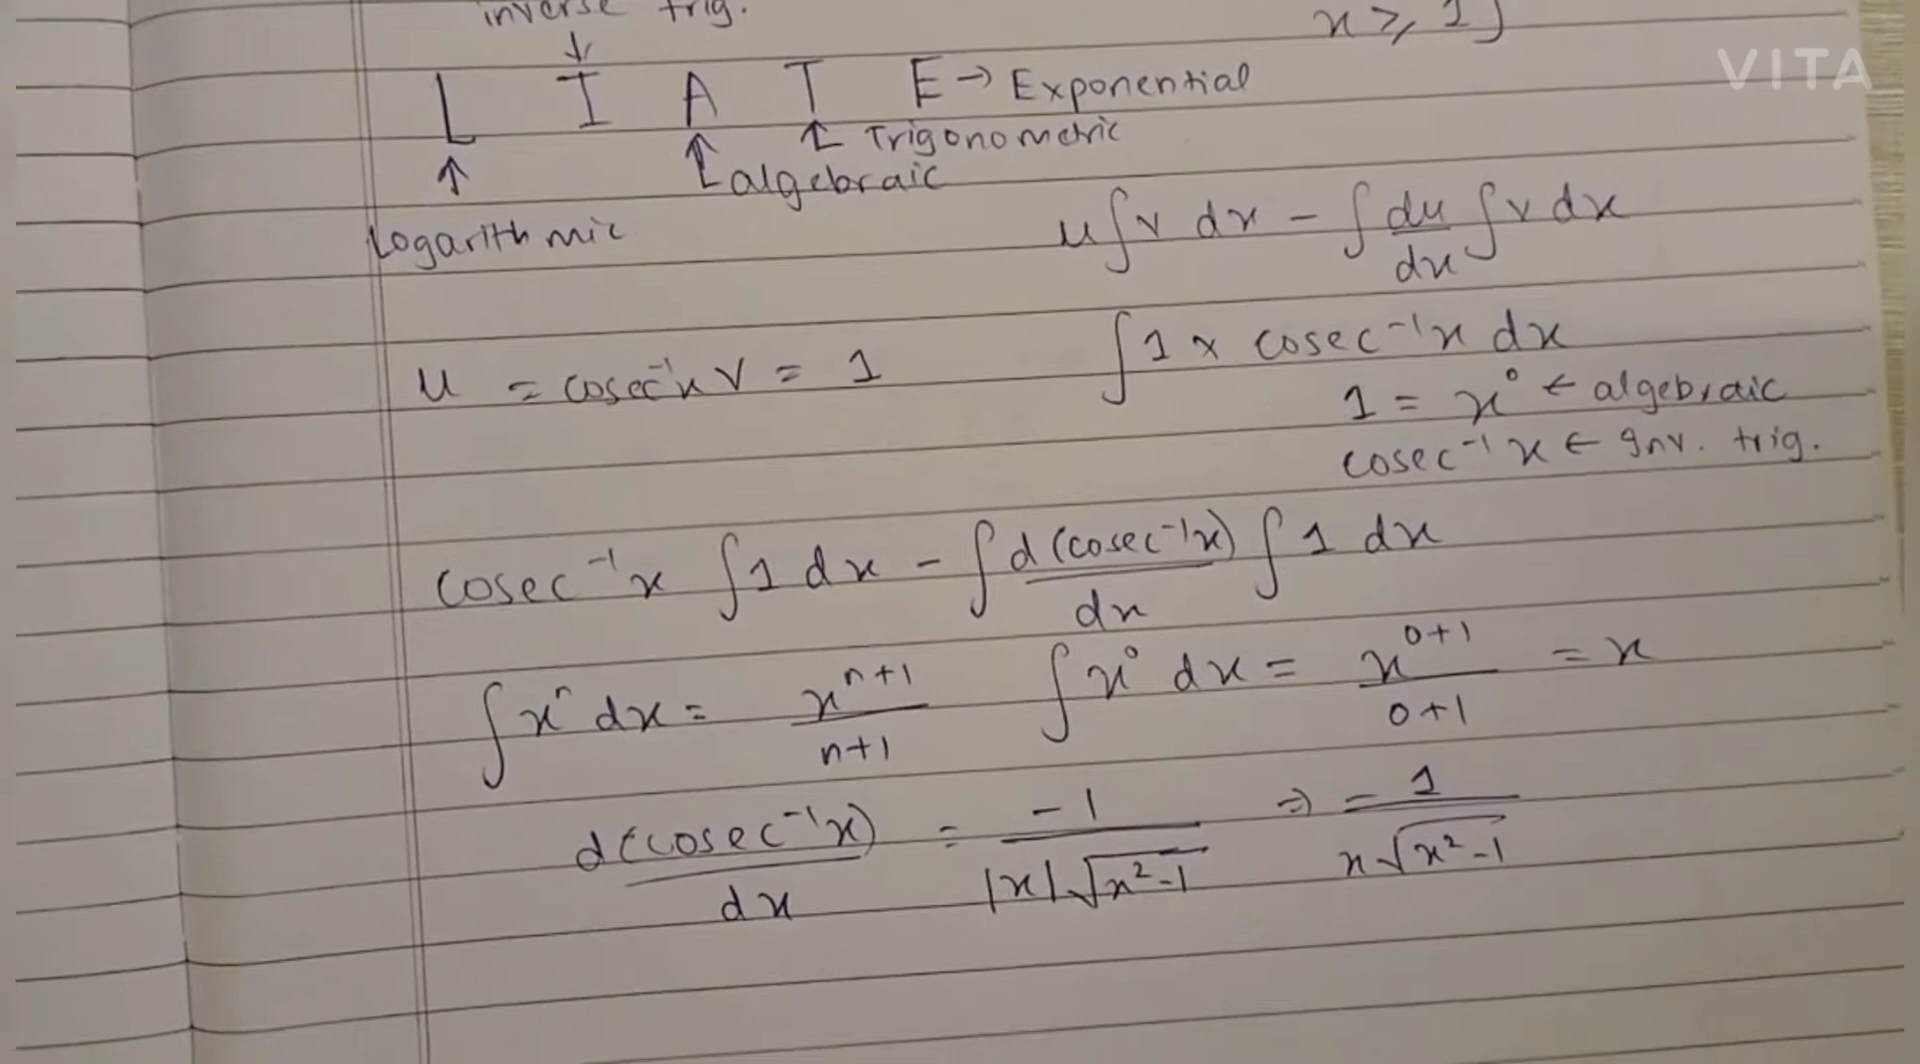 inverse trig.
x ≥ 1]
VITA
↓
L I A T E → Exponential
↑ Trigonometric
↑ algebraic
↑
Logarithmic
u∫v dx - ∫du/dx ∫v dx
u = cosec⁻¹x v = 1
∫1 × cosec⁻¹x dx
1 = x⁰ ← algebraic
cosec⁻¹x ← Inv. trig.
cosec⁻¹x ∫1 dx - ∫d(cosec⁻¹x)/dx ∫1 dx
∫xⁿ dx = xⁿ⁺¹/n+1 ∫x⁰ dx = x⁰⁺¹/0+1 = x
d(cosec⁻¹x)/dx = -1/|x|√x²-1 ⇒ -1/x√x²-1